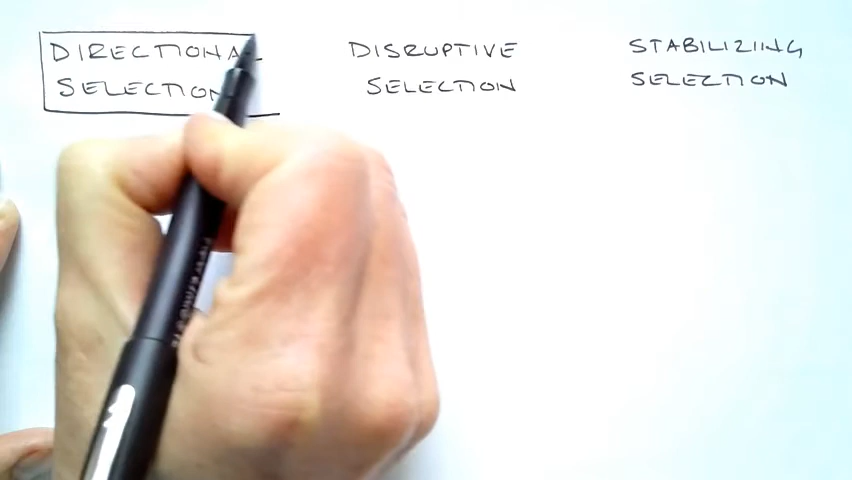 DIRECTIONAL
SELECTION
DISRUPTIVE
SELECTION
STABILIZING
SELECTION